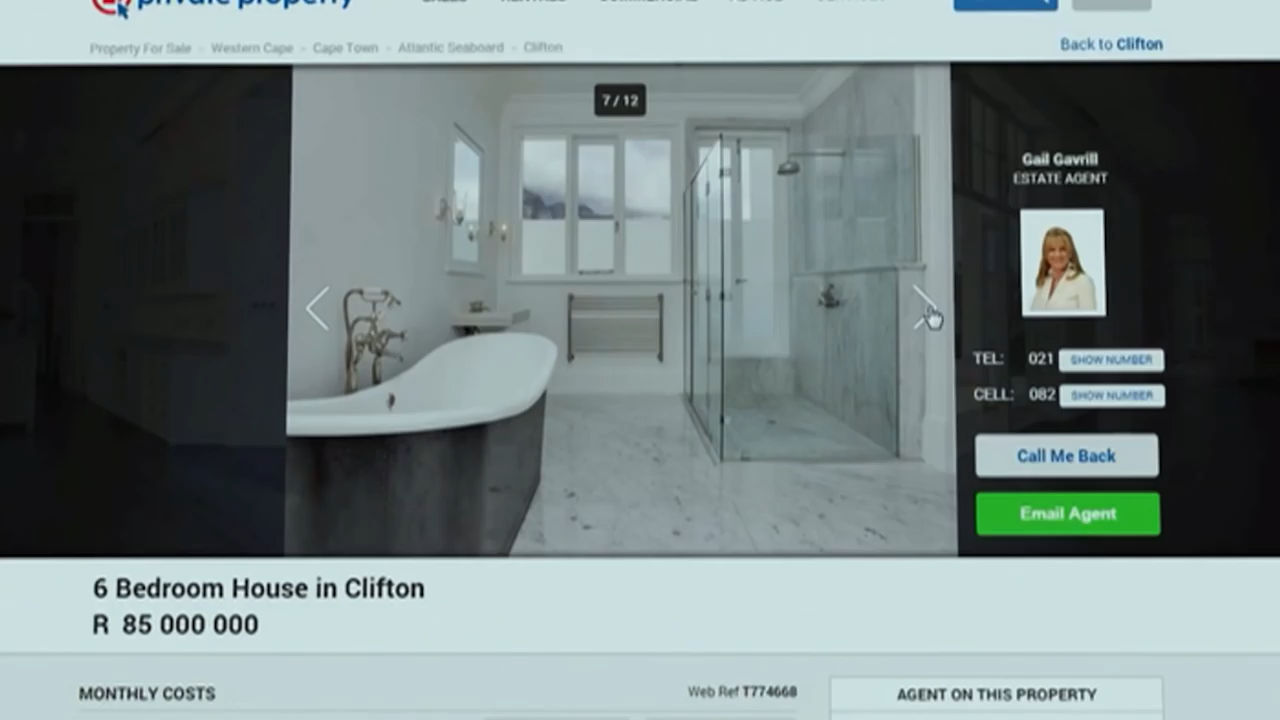 private property
Property For Sale - Western Cape - Cape Town - Atlantic Seaboard - Clifton
Back to Clifton
7 / 12
Gail Gavrill
ESTATE AGENT
TEL: 021 SHOW NUMBER
CELL: 082 SHOW NUMBER
Call Me Back
Email Agent
6 Bedroom House in Clifton
R 85 000 000
MONTHLY COSTS
Web Ref T774668
AGENT ON THIS PROPERTY